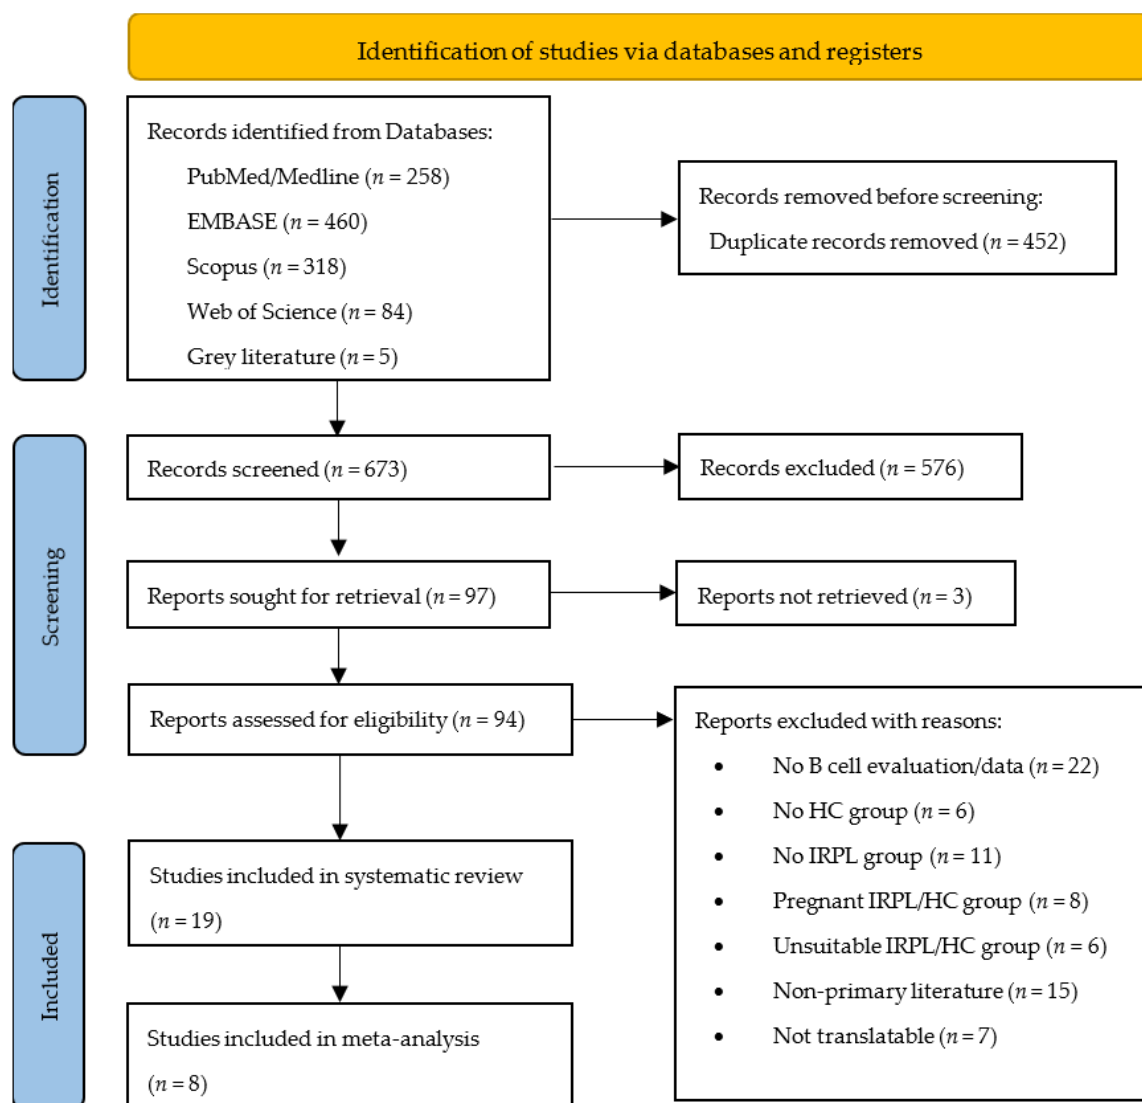 Identification of studies via databases and registers
Identification
Records identified from Databases:
PubMed/Medline (n = 258)
EMBASE (n = 460)
Scopus (n = 318)
Web of Science (n = 84)
Grey literature (n = 5)
Records removed before screening:
Duplicate records removed (n = 452)
Screening
Records screened (n = 673)
Records excluded (n = 576)
Reports sought for retrieval (n = 97)
Reports not retrieved (n = 3)
Reports assessed for eligibility (n = 94)
Reports excluded with reasons:
• No B cell evaluation/data (n = 22)
• No HC group (n = 6)
• No IRPL group (n = 11)
• Pregnant IRPL/HC group (n = 8)
• Unsuitable IRPL/HC group (n = 6)
• Non-primary literature (n = 15)
• Not translatable (n = 7)
Included
Studies included in systematic review
(n = 19)
Studies included in meta-analysis
(n = 8)